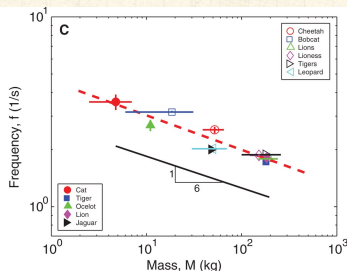 C
10¹
Cheetah
Bobcat
Lions
Lioness
Tigers
Leopard
Frequency, f (1/s)
1
6
Cat
Tiger
Ocelot
Lion
Jaguar
10⁰
10⁰
10¹
10²
10³
Mass, M (kg)